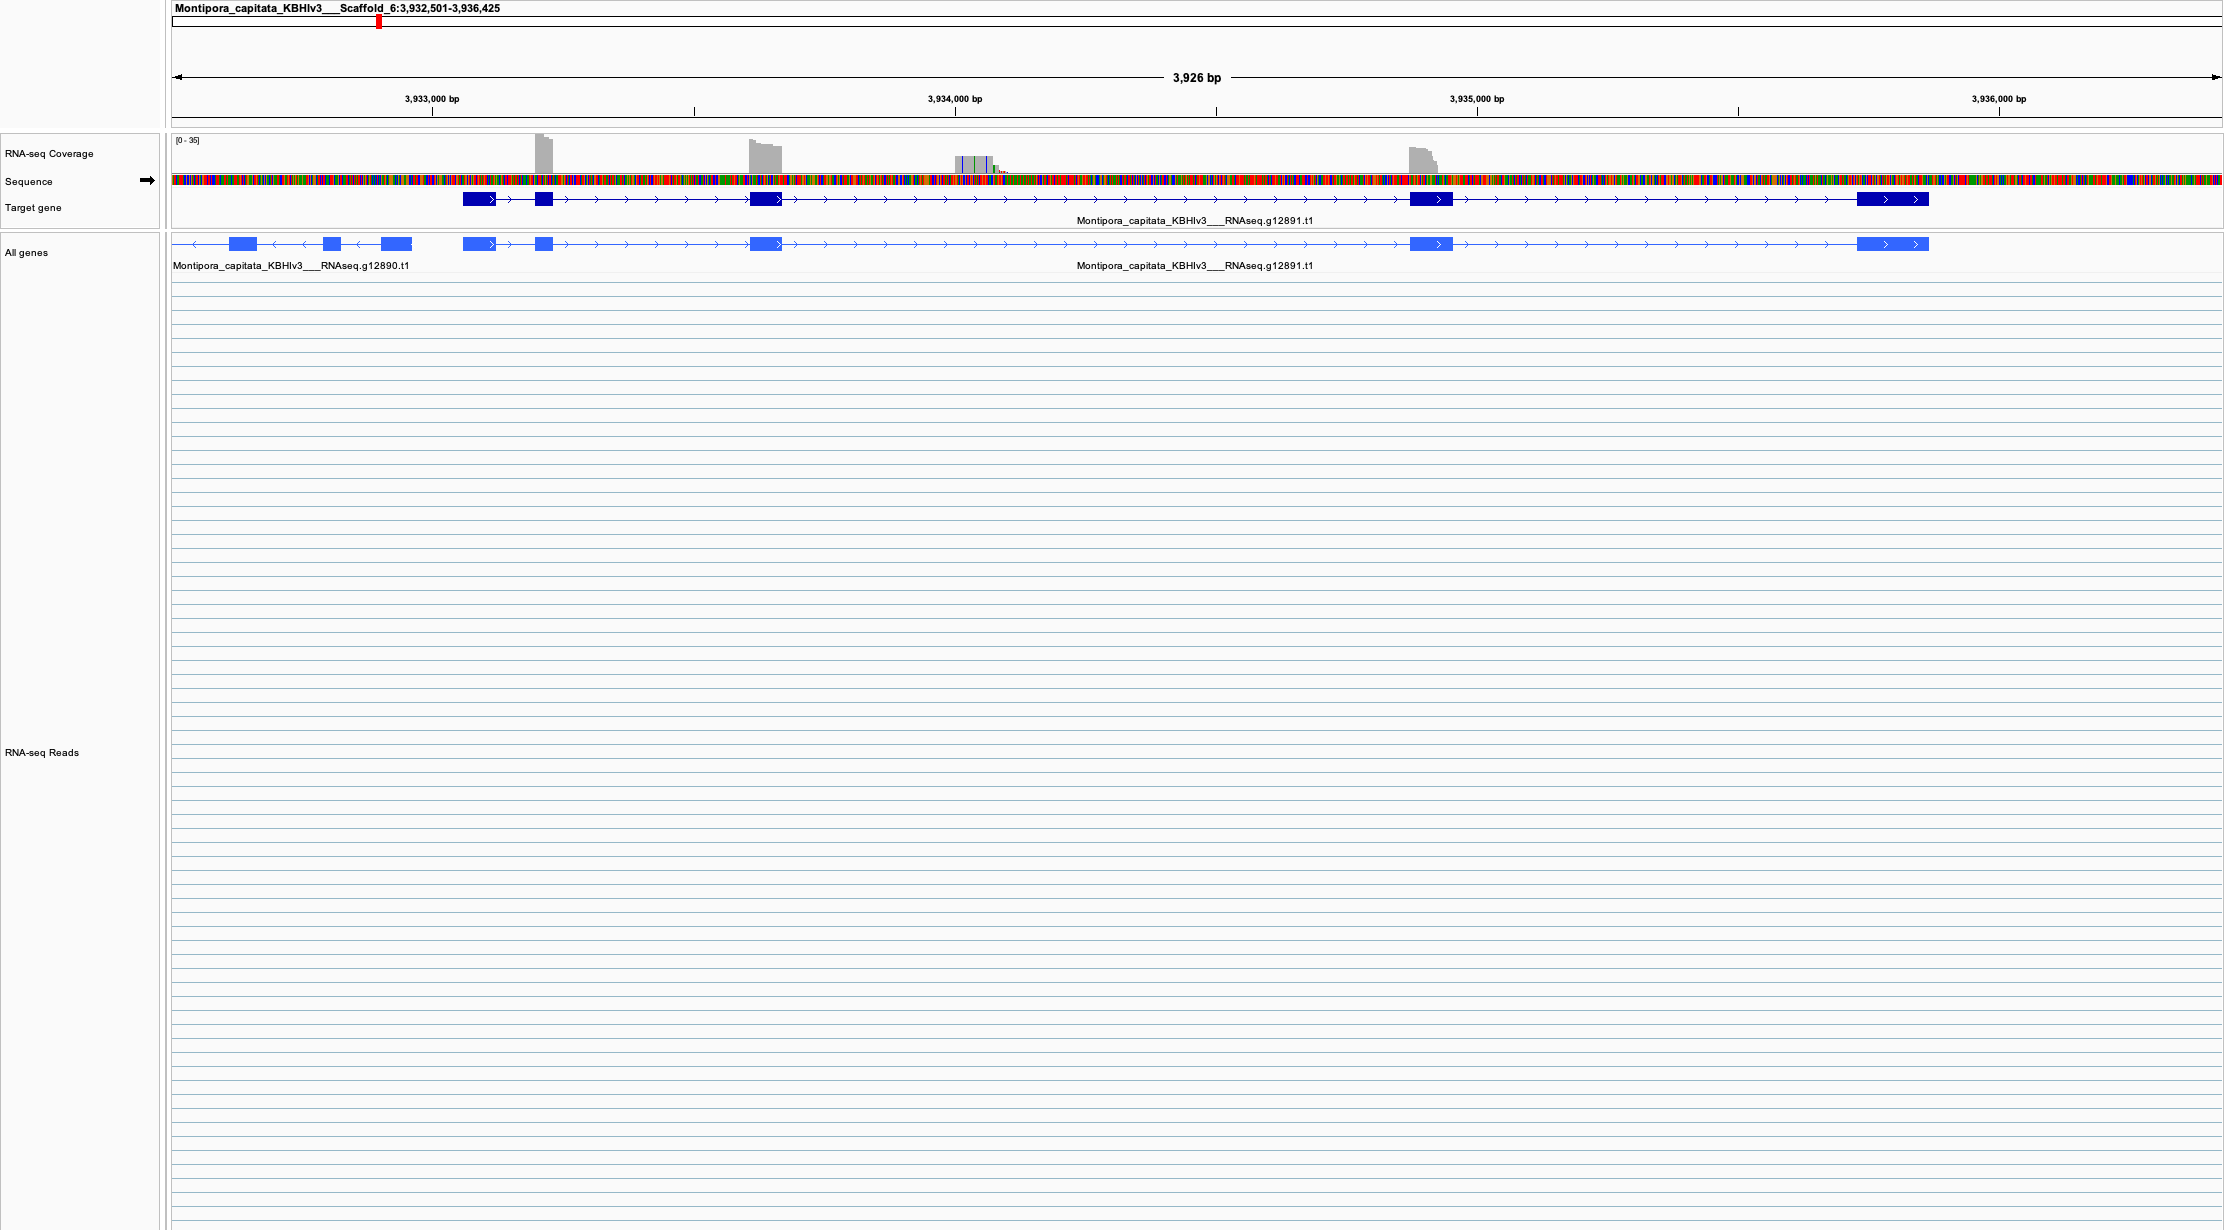 Montipora_capitata_KBHIv3___Scaffold_6:3,932,501-3,936,425
3,926 bp
3,933,000 bp 3,934,000 bp 3,935,000 bp 3,936,000 bp
RNA-seq Coverage [0 - 35]
Sequence
Target gene
Montipora_capitata_KBHIv3___RNAseq.g12891.t1
All genes
Montipora_capitata_KBHIv3___RNAseq.g12890.t1 Montipora_capitata_KBHIv3___RNAseq.g12891.t1
RNA-seq Reads